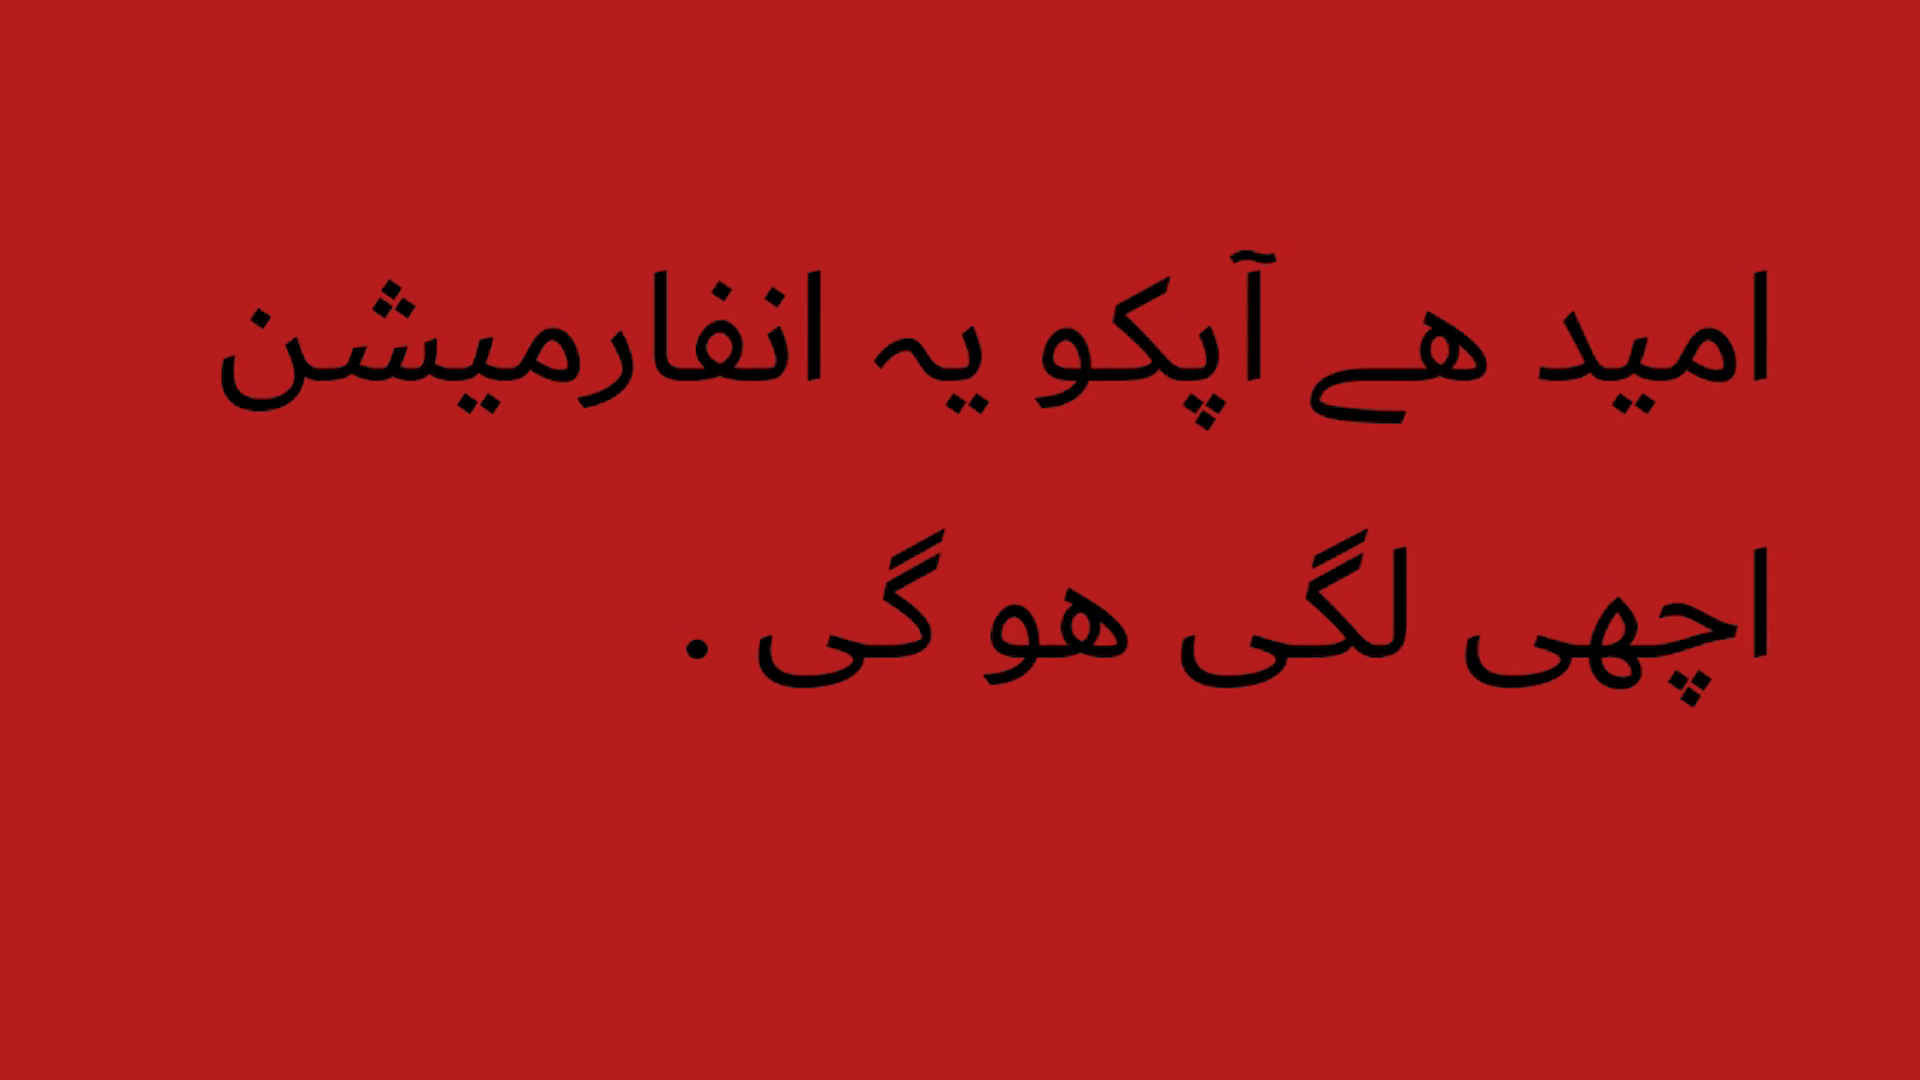 امید ھے آپکو یہ انفارمیشن
اچھی لگی ھو گی .